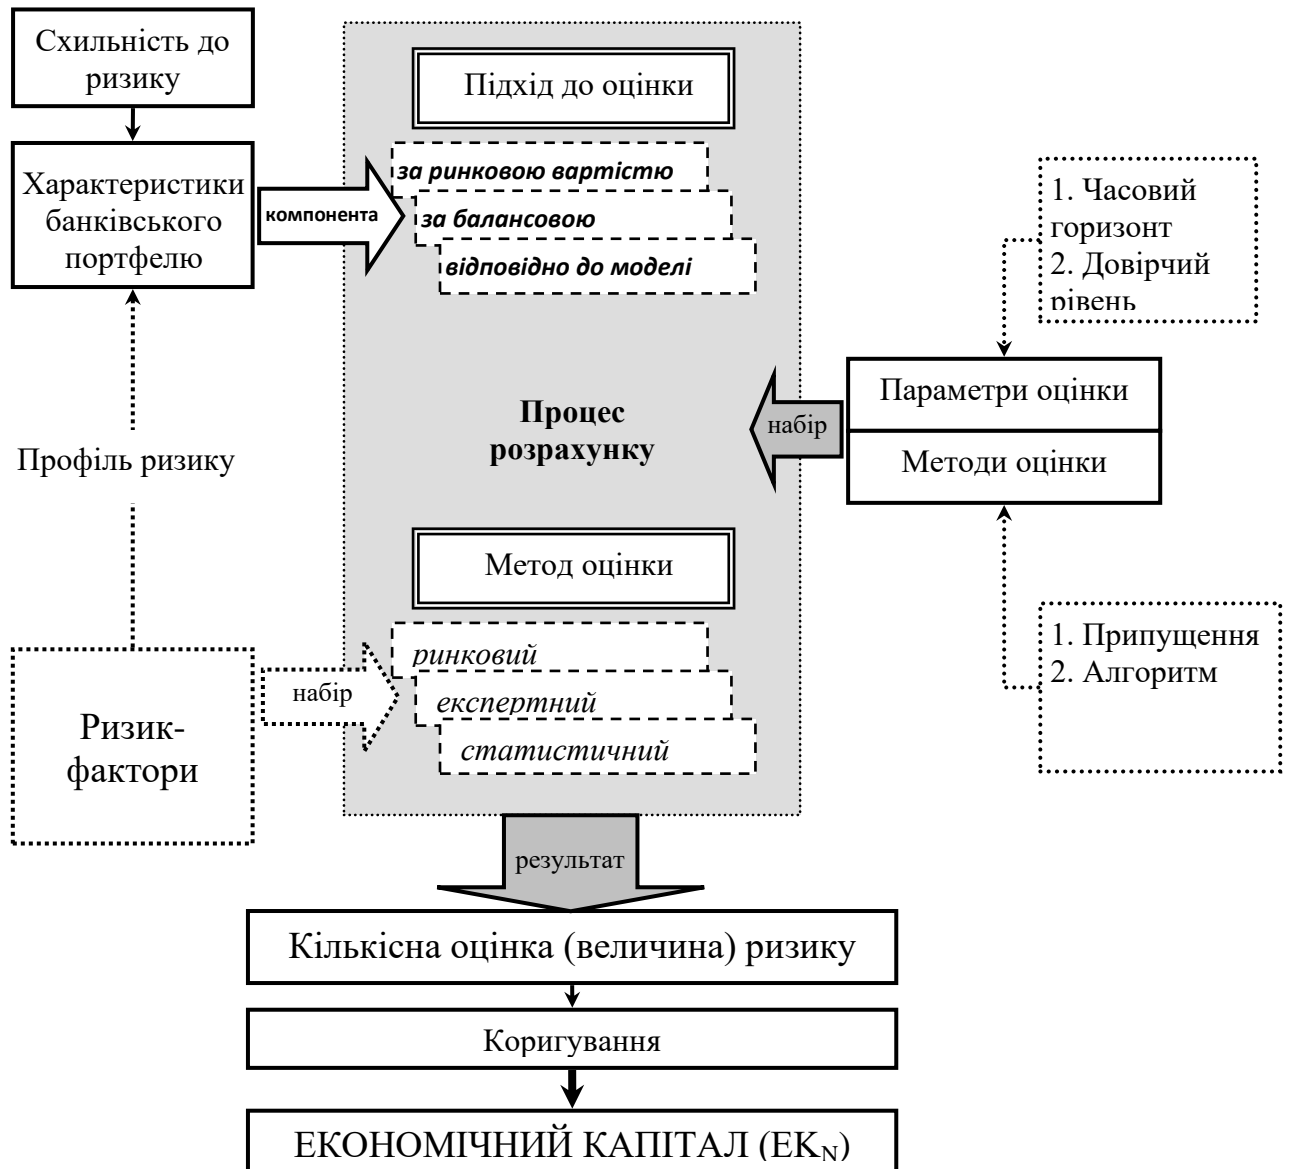 Схильність до
ризику
Характеристики
банківського
портфелю
Профіль ризику
Ризик-
фактори
компонента
набір
Підхід до оцінки
за ринковою вартістю
за балансовою
відповідно до моделі
Процес
розрахунку
Метод оцінки
ринковий
експертний
статистичний
набір
1. Часовий
горизонт
2. Довірчий
рівень
Параметри оцінки
Методи оцінки
1. Припущення
2. Алгоритм
результат
Кількісна оцінка (величина) ризику
Коригування
ЕКОНОМІЧНИЙ КАПІТАЛ (ЕК_N)